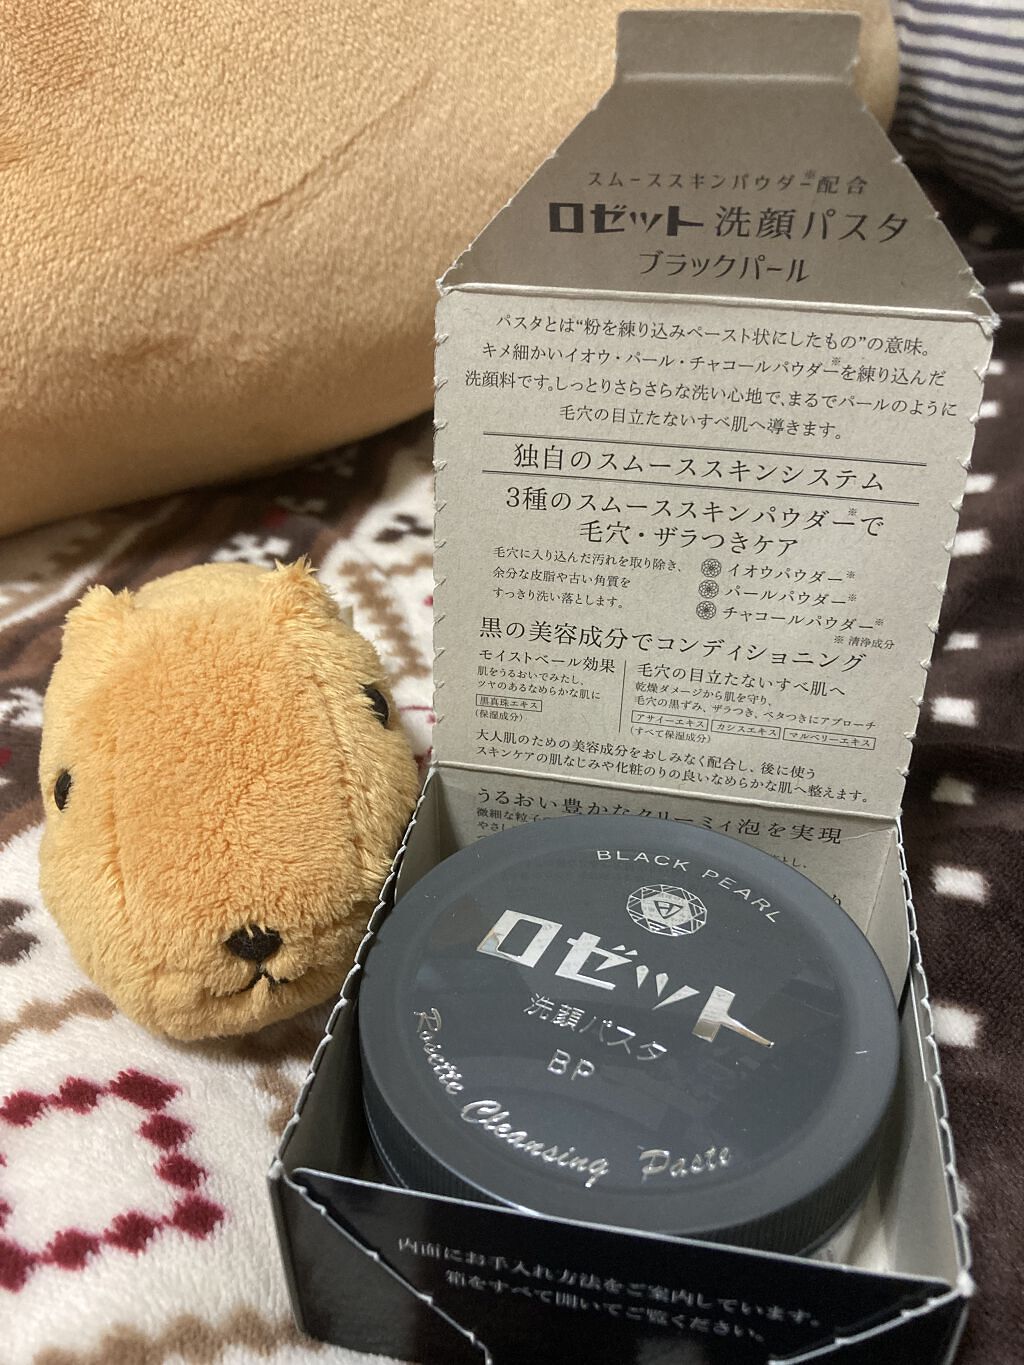 スムーススキンパウダー※配合
ロゼット洗顔パスタ
ブラックパール
パスタとは“粉を練り込みペースト状にしたもの”の意味。
キメ細かいイオウ・パール・チャコールパウダー※を練り込んだ
洗顔料です。しっとりさらさらな洗い心地で、まるでパールのように
毛穴の目立たないすべ肌へ導きます。
独自のスムーススキンシステム
3種のスムーススキンパウダー※で
毛穴・ザラつきケア
毛穴に入り込んだ汚れを取り除き、
余分な皮脂や古い角質を
すっきり洗い落とします。
イオウパウダー※
パールパウダー※
チャコールパウダー※
※ 清浄成分
黒の美容成分でコンディショニング
モイストベール効果
肌をうるおいでみたし、
ツヤのあるなめらかな肌に
黒真珠エキス
(保湿成分)
毛穴の目立たないすべ肌へ
乾燥ダメージから肌を守り、
毛穴の黒ずみ、ザラつき、ベタつきにアプローチ
アサイーエキス カシスエキス マルベリーエキス
(すべて保湿成分)
大人肌のための美容成分をおしみなく配合し、後に使う
スキンケアの肌なじみや化粧のりの良いなめらかな肌へ整えます。
うるおい豊かなクリーミィ泡を実現
微細な粒子の
BLACK PEARL
ロゼット
洗顔パスタ
BP
Rosette Cleansing Paste
内面にお手入れ方法をご案内しています。
箱をすべて開いてご覧ください。